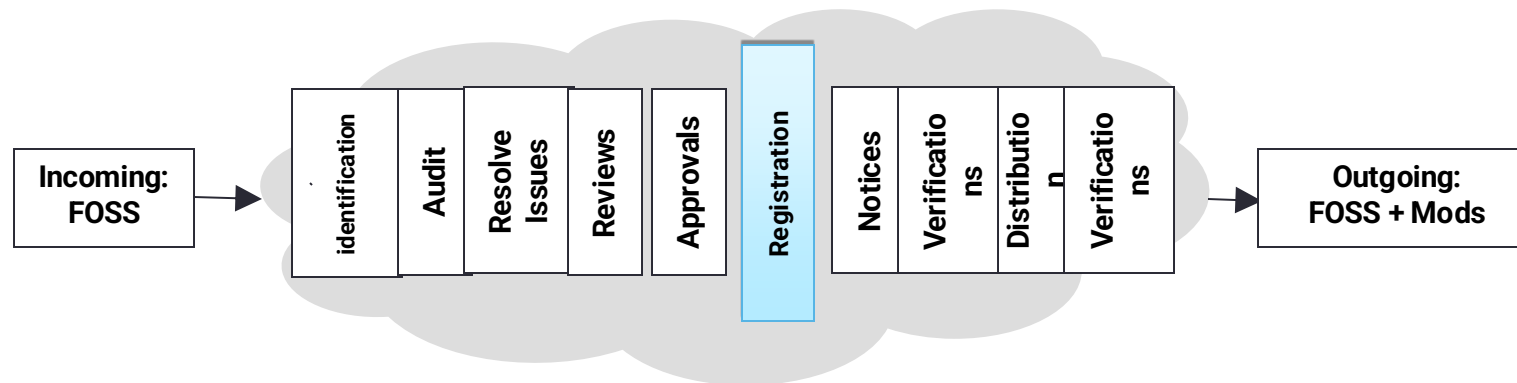 Incoming:
FOSS
identification
Audit
Resolve
Issues
Reviews
Approvals
Registration
Notices
Verificatio
ns
Distributio
n
Verificatio
ns
Outgoing:
FOSS + Mods